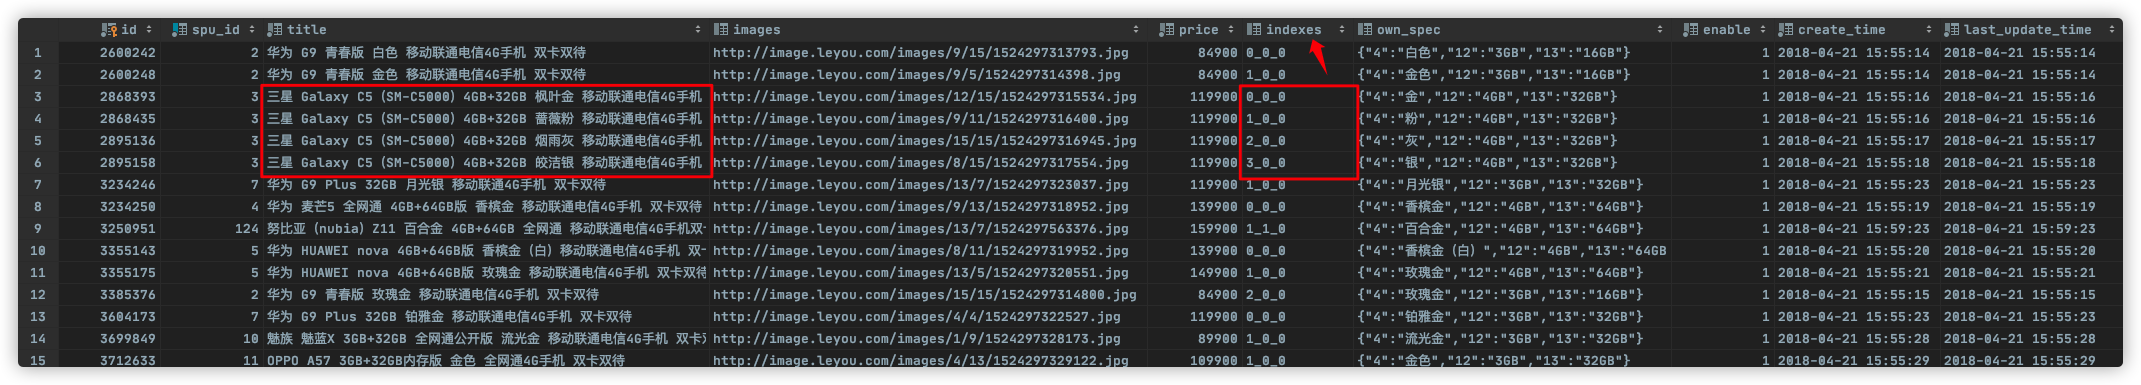 id spu_id title images price indexes own_spec enable create_time last_update_time
1 2600242 2 华为 G9 青春版 白色 移动联通电信4G手机 双卡双待 http://image.leyou.com/images/9/15/1524297313793.jpg 84900 0_0_0 {"4":"白色","12":"3GB","13":"16GB"} 1 2018-04-21 15:55:14 2018-04-21 15:55:14
2 2600248 2 华为 G9 青春版 金色 移动联通电信4G手机 双卡双待 http://image.leyou.com/images/9/5/1524297314398.jpg 84900 1_0_0 {"4":"金色","12":"3GB","13":"16GB"} 1 2018-04-21 15:55:14 2018-04-21 15:55:14
3 2868393 3 三星 Galaxy C5（SM-C5000）4GB+32GB 枫叶金 移动联通电信4G手机 http://image.leyou.com/images/12/15/1524297315534.jpg 119900 0_0_0 {"4":"金","12":"4GB","13":"32GB"} 1 2018-04-21 15:55:16 2018-04-21 15:55:16
4 2868435 3 三星 Galaxy C5（SM-C5000）4GB+32GB 蔷薇粉 移动联通电信4G手机 http://image.leyou.com/images/9/11/1524297316400.jpg 119900 1_0_0 {"4":"粉","12":"4GB","13":"32GB"} 1 2018-04-21 15:55:16 2018-04-21 15:55:16
5 2895136 3 三星 Galaxy C5（SM-C5000）4GB+32GB 烟雨灰 移动联通电信4G手机 http://image.leyou.com/images/15/15/1524297316945.jpg 119900 2_0_0 {"4":"灰","12":"4GB","13":"32GB"} 1 2018-04-21 15:55:17 2018-04-21 15:55:17
6 2895158 3 三星 Galaxy C5（SM-C5000）4GB+32GB 皎洁银 移动联通电信4G手机 http://image.leyou.com/images/8/15/1524297317554.jpg 119900 3_0_0 {"4":"银","12":"4GB","13":"32GB"} 1 2018-04-21 15:55:18 2018-04-21 15:55:18
7 3234246 7 华为 G9 Plus 32GB 月光银 移动联通4G手机 双卡双待 http://image.leyou.com/images/13/7/1524297323037.jpg 119900 1_0_0 {"4":"月光银","12":"3GB","13":"32GB"} 1 2018-04-21 15:55:23 2018-04-21 15:55:23
8 3234250 4 华为 麦芒5 全网通 4GB+64GB版 香槟金 移动联通电信4G手机 双卡双待 http://image.leyou.com/images/9/13/1524297318952.jpg 139900 0_0_0 {"4":"香槟金","12":"4GB","13":"64GB"} 1 2018-04-21 15:55:19 2018-04-21 15:55:19
9 3250951 124 努比亚（nubia）Z11 百合金 4GB+64GB 全网通 移动联通电信4G手机双 http://image.leyou.com/images/13/7/1524297563376.jpg 159900 1_1_0 {"4":"百合金","12":"4GB","13":"64GB"} 1 2018-04-21 15:59:23 2018-04-21 15:59:23
10 3355143 5 华为 HUAWEI nova 4GB+64GB版 香槟金（白）移动联通电信4G手机 双 http://image.leyou.com/images/8/11/1524297319952.jpg 139900 0_0_0 {"4":"香槟金（白）","12":"4GB","13":"64GB 1 2018-04-21 15:55:20 2018-04-21 15:55:20
11 3355175 5 华为 HUAWEI nova 4GB+64GB版 玫瑰金 移动联通电信4G手机 双卡双待 http://image.leyou.com/images/13/5/1524297320551.jpg 149900 1_0_0 {"4":"玫瑰金","12":"4GB","13":"64GB"} 1 2018-04-21 15:55:21 2018-04-21 15:55:21
12 3385376 2 华为 G9 青春版 玫瑰金 移动联通电信4G手机 双卡双待 http://image.leyou.com/images/15/15/1524297314800.jpg 84900 2_0_0 {"4":"玫瑰金","12":"3GB","13":"16GB"} 1 2018-04-21 15:55:15 2018-04-21 15:55:15
13 3604173 7 华为 G9 Plus 32GB 铂雅金 移动联通4G手机 双卡双待 http://image.leyou.com/images/4/4/1524297322527.jpg 119900 0_0_0 {"4":"铂雅金","12":"3GB","13":"32GB"} 1 2018-04-21 15:55:23 2018-04-21 15:55:23
14 3699849 10 魅族 魅蓝X 3GB+32GB 全网通公开版 流光金 移动联通电信4G手机 双卡 http://image.leyou.com/images/1/9/1524297328173.jpg 89900 1_0_0 {"4":"流光金","12":"3GB","13":"32GB"} 1 2018-04-21 15:55:28 2018-04-21 15:55:28
15 3712633 11 OPPO A57 3GB+32GB内存版 金色 全网通4G手机 双卡双待 http://image.leyou.com/images/4/13/1524297329122.jpg 109900 1_0_0 {"4":"金色","12":"3GB","13":"32GB"} 1 2018-04-21 15:55:29 2018-04-21 15:55:29